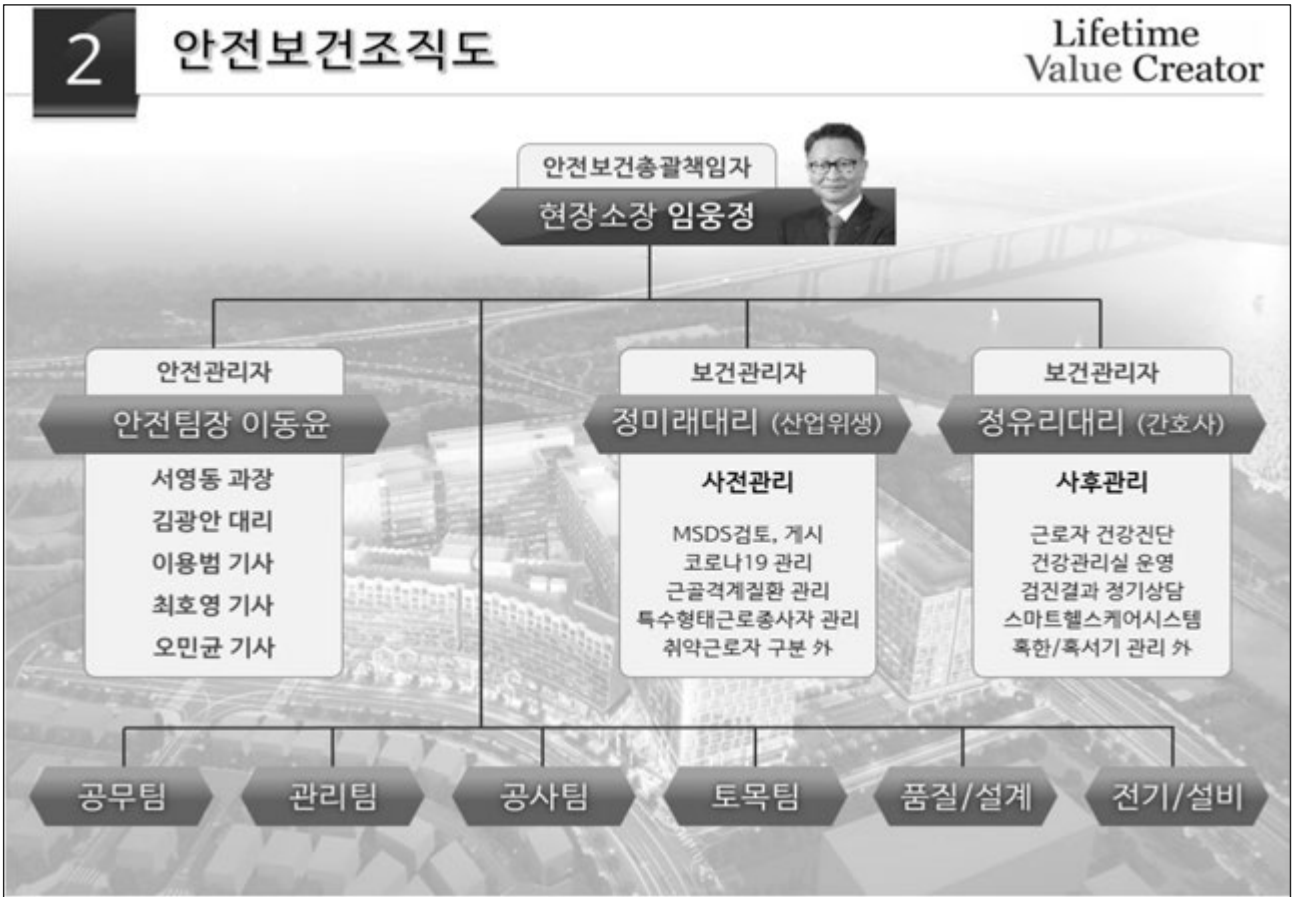 2
안전보건조직도
Lifetime
Value Creator
안전보건총괄책임자
현장소장 임웅정
안전관리자
안전팀장 이동윤
서영동 과장
김광안 대리
이용범 기사
최호영 기사
오민균 기사
보건관리자
정미래대리 (산업위생)
사전관리
MSDS검토, 게시
코로나19 관리
근골격계질환 관리
특수형태근로종사자 관리
취약근로자 구분 外
보건관리자
정유리대리 (간호사)
사후관리
근로자 건강진단
건강관리실 운영
검진결과 정기상담
스마트헬스케어시스템
혹한/혹서기 관리 外
공무팀
관리팀
공사팀
토목팀
품질/설계
전기/설비